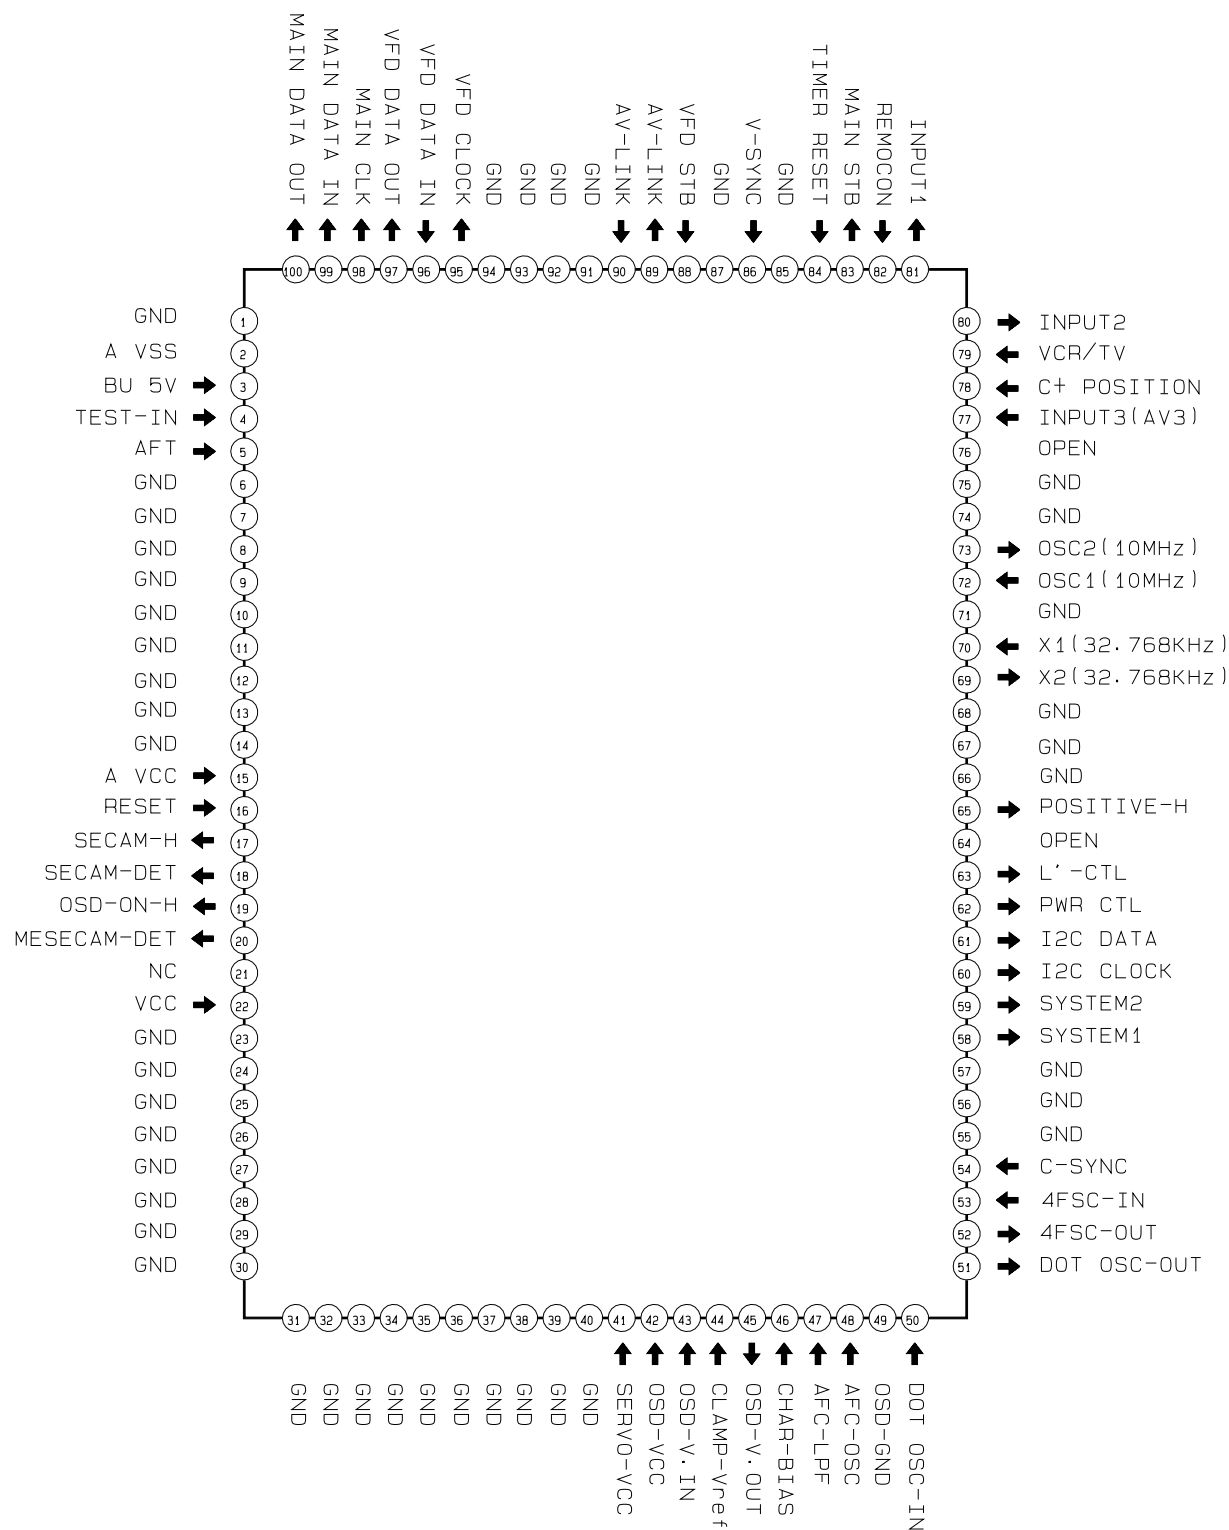 MAIN DATA OUT
MAIN DATA IN
MAIN CLK
VFD DATA OUT
VFD DATA IN
VFD CLOCK
GND
GND
GND
GND
AV-LINK
AV-LINK
VFD STB
GND
V-SYNC
GND
TIMER RESET
MAIN STB
REMOCON
INPUT1
100 99 98 97 96 95 94 93 92 91 90 89 88 87 86 85 84 83 82 81
GND 1
A VSS 2
BU 5V 3
TEST-IN 4
AFT 5
GND 6
GND 7
GND 8
GND 9
GND 10
GND 11
GND 12
GND 13
GND 14
A VCC 15
RESET 16
SECAM-H 17
SECAM-DET 18
OSD-ON-H 19
MESECAM-DET 20
NC 21
VCC 22
GND 23
GND 24
GND 25
GND 26
GND 27
GND 28
GND 29
GND 30
80 INPUT2
79 VCR/TV
78 C+ POSITION
77 INPUT3(AV3)
76 OPEN
75 GND
74 GND
73 OSC2(10MHz)
72 OSC1(10MHz)
71 GND
70 X1(32.768KHz)
69 X2(32.768KHz)
68 GND
67 GND
66 GND
65 POSITIVE-H
64 OPEN
63 L'-CTL
62 PWR CTL
61 I2C DATA
60 I2C CLOCK
59 SYSTEM2
58 SYSTEM1
57 GND
56 GND
55 GND
54 C-SYNC
53 4FSC-IN
52 4FSC-OUT
51 DOT OSC-OUT
31 32 33 34 35 36 37 38 39 40 41 42 43 44 45 46 47 48 49 50
GND
GND
GND
GND
GND
GND
GND
GND
GND
GND
SERVO-VCC
OSD-VCC
OSD-V.IN
CLAMP-Vref
OSD-V.OUT
CHAR-BIAS
AFC-LPF
AFC-OSC
OSD-GND
DOT OSC-IN